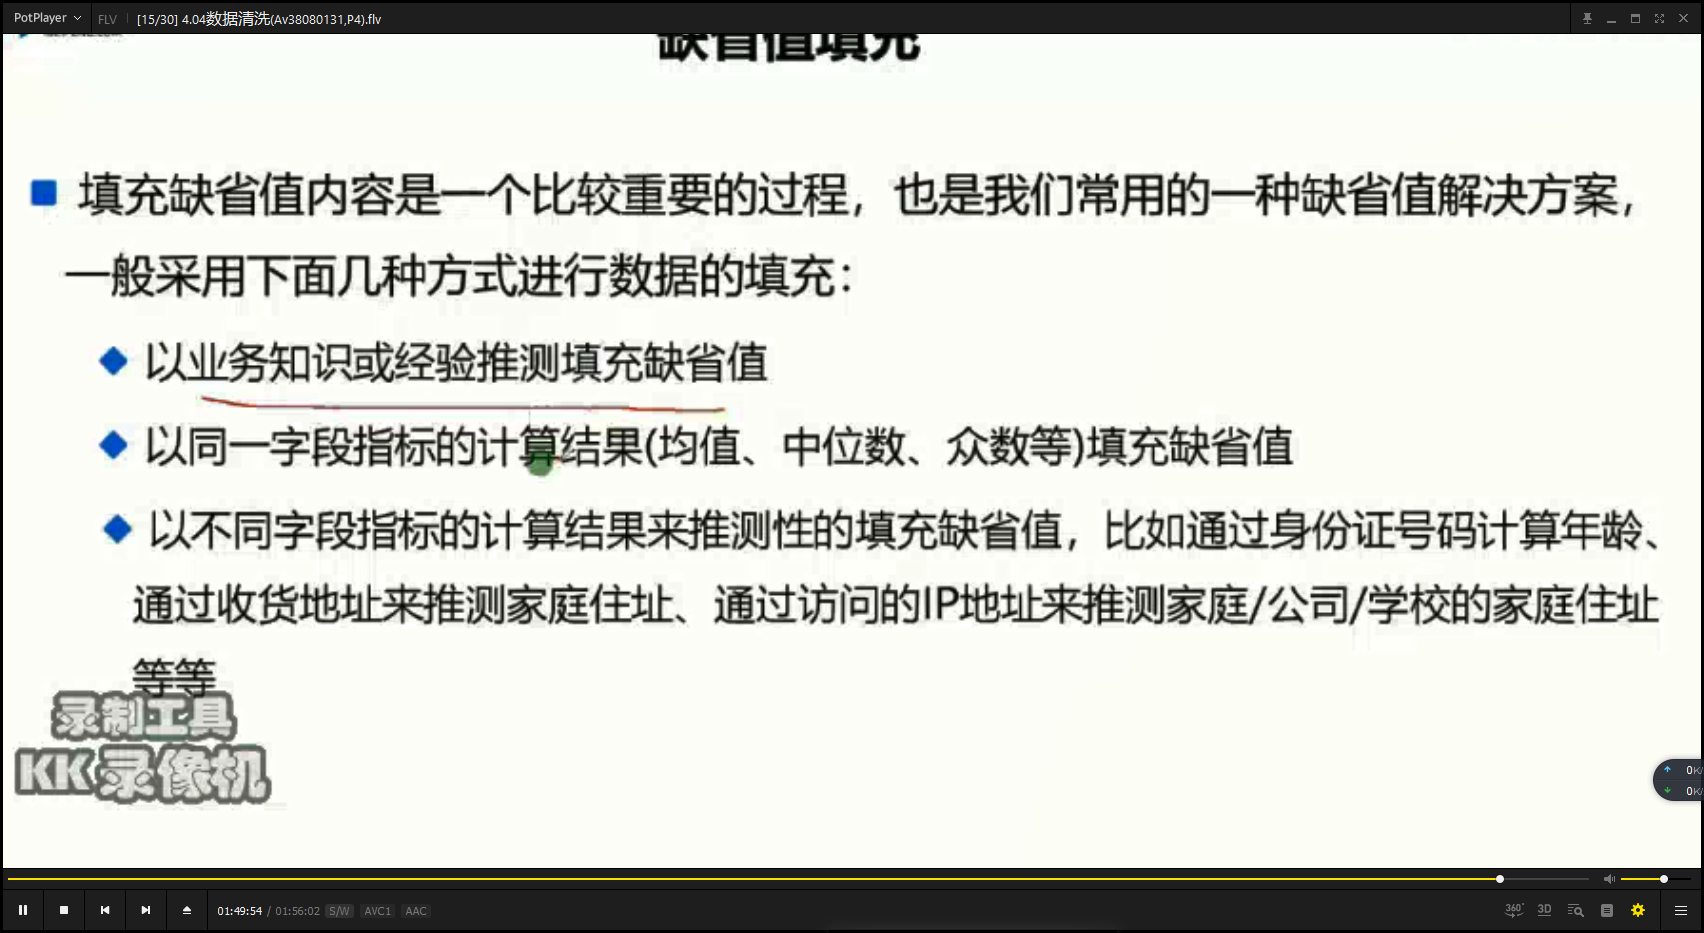 PotPlayer FLV [15/30] 4.04数据清洗(Av38080131,P4).flv
缺省值填充
填充缺省值内容是一个比较重要的过程，也是我们常用的一种缺省值解决方案，
一般采用下面几种方式进行数据的填充：
以业务知识或经验推测填充缺省值
以同一字段指标的计算结果(均值、中位数、众数等)填充缺省值
以不同字段指标的计算结果来推测性的填充缺省值，比如通过身份证号码计算年龄、
通过收货地址来推测家庭住址、通过访问的IP地址来推测家庭/公司/学校的家庭住址
等等
录制工具
KK录像机
0K/
0K/
01:49:54 / 01:56:02 S/W AVC1 AAC
360° 3D